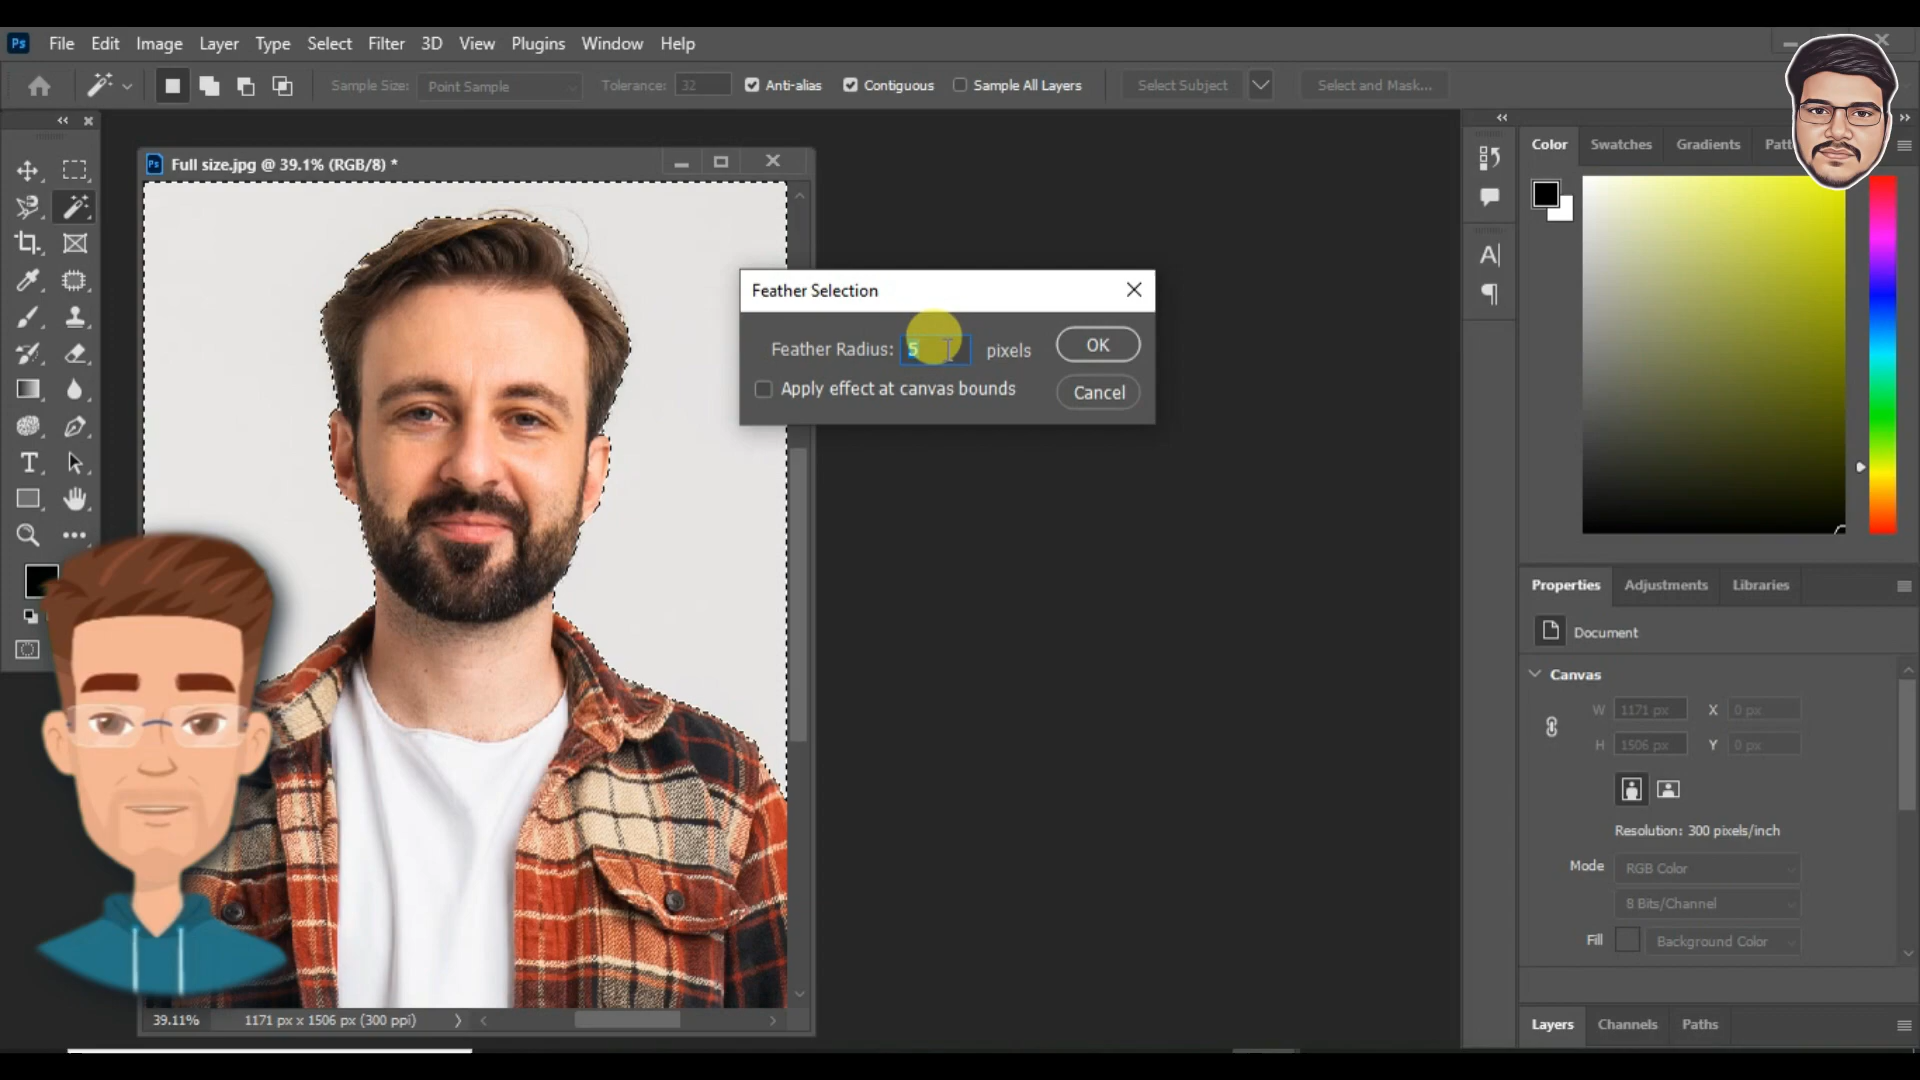 Ps File Edit Image Layer Type Select Filter 3D View Plugins Window Help
Sample Size: Point Sample Tolerance: 32 Anti-alias Contiguous Sample All Layers Select Subject Select and Mask...
Ps Full size.jpg @ 39.1% (RGB/8) *
Color Swatches Gradients
Feather Selection
Feather Radius: 5 pixels OK
Apply effect at canvas bounds Cancel
Properties Adjustments Libraries
Document
Canvas
W 1171 px X 0 px
H 1506 px Y 0 px
Resolution: 300 pixels/inch
Mode RGB Color
8 Bits/Channel
Fill Background Color
39.11% 1171 px x 1506 px (300 ppi)
Layers Channels Paths